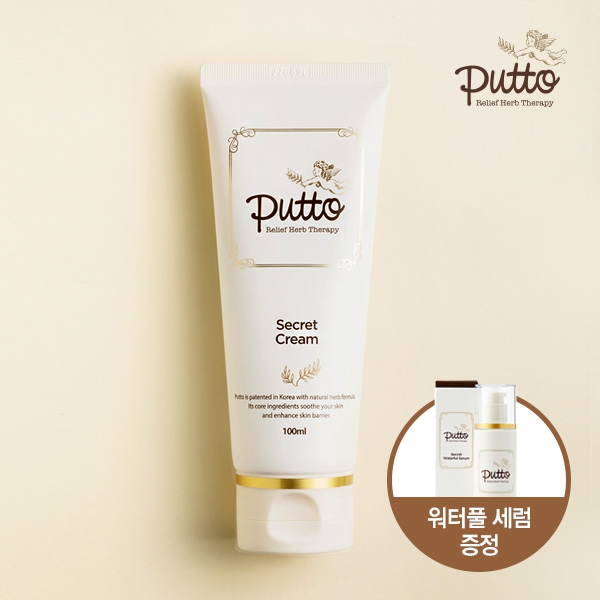 Putto
Relief Herb Therapy
Putto
Relief Herb Therapy
Secret
Cream
Putto is patented in Korea with natural herb formula.
Its core ingredients soothe your skin
and enhance skin barrier.
100ml
Putto
Secret
Waterful Serum
Putto
워터풀 세럼
증정